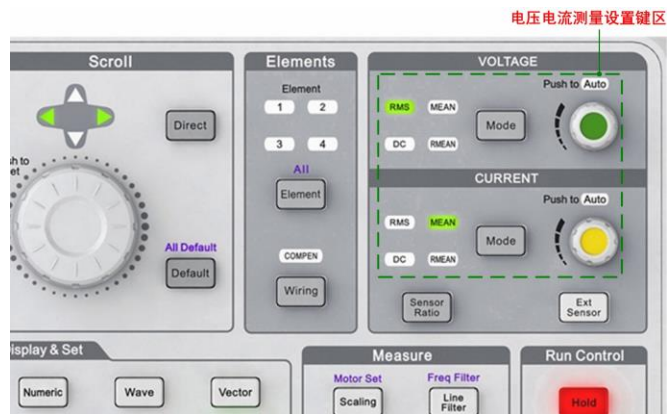 电压电流测量设置键区
Scroll
Elements
VOLTAGE
Element
1 2
3 4
All
Element
COMPEN
Wiring
Direct
All Default
Default
Push to Auto
RMS MEAN
DC RMEAN
Mode
CURRENT
Push to Auto
RMS MEAN
DC RMEAN
Mode
Sensor
Ratio
Ext
Sensor
Display & Set
Numeric
Wave
Vector
Measure
Motor Set
Scaling
Freq Filter
Line
Filter
Run Control
Hold